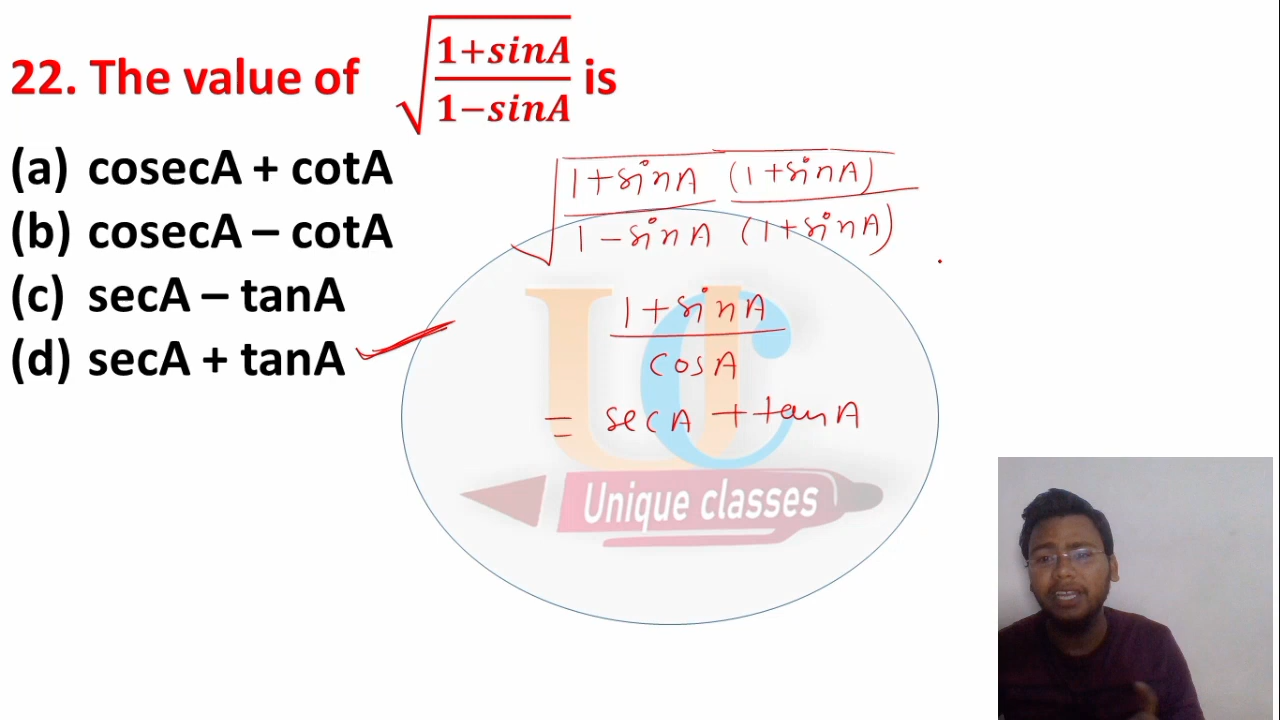 22. The value of √(1+sinA / 1−sinA) is
(a) cosecA + cotA
(b) cosecA – cotA
(c) secA – tanA
(d) secA + tanA
√(1+sinA (1+sinA) / 1-sinA (1+sinA))
1+sinA
cosA
= secA + tanA
UC
Unique classes